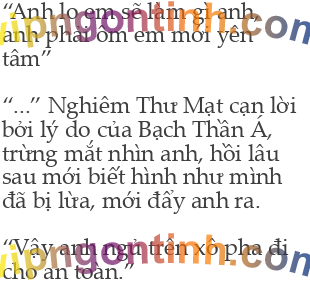 “Anh lo em sẽ làm gì anh,
anh phải ôm em mới yên
tâm”
“...” Nghiêm Thư Mạt cạn lời
bởi lý do của Bạch Thần Á,
trừng mắt nhìn anh, hồi lâu
sau mới biết hình như mình
đã bị lừa, mới đẩy anh ra.
“Vậy anh ngủ trên xô pha đi
cho an toàn.”
vipngontinh.com
vipngontinh.com